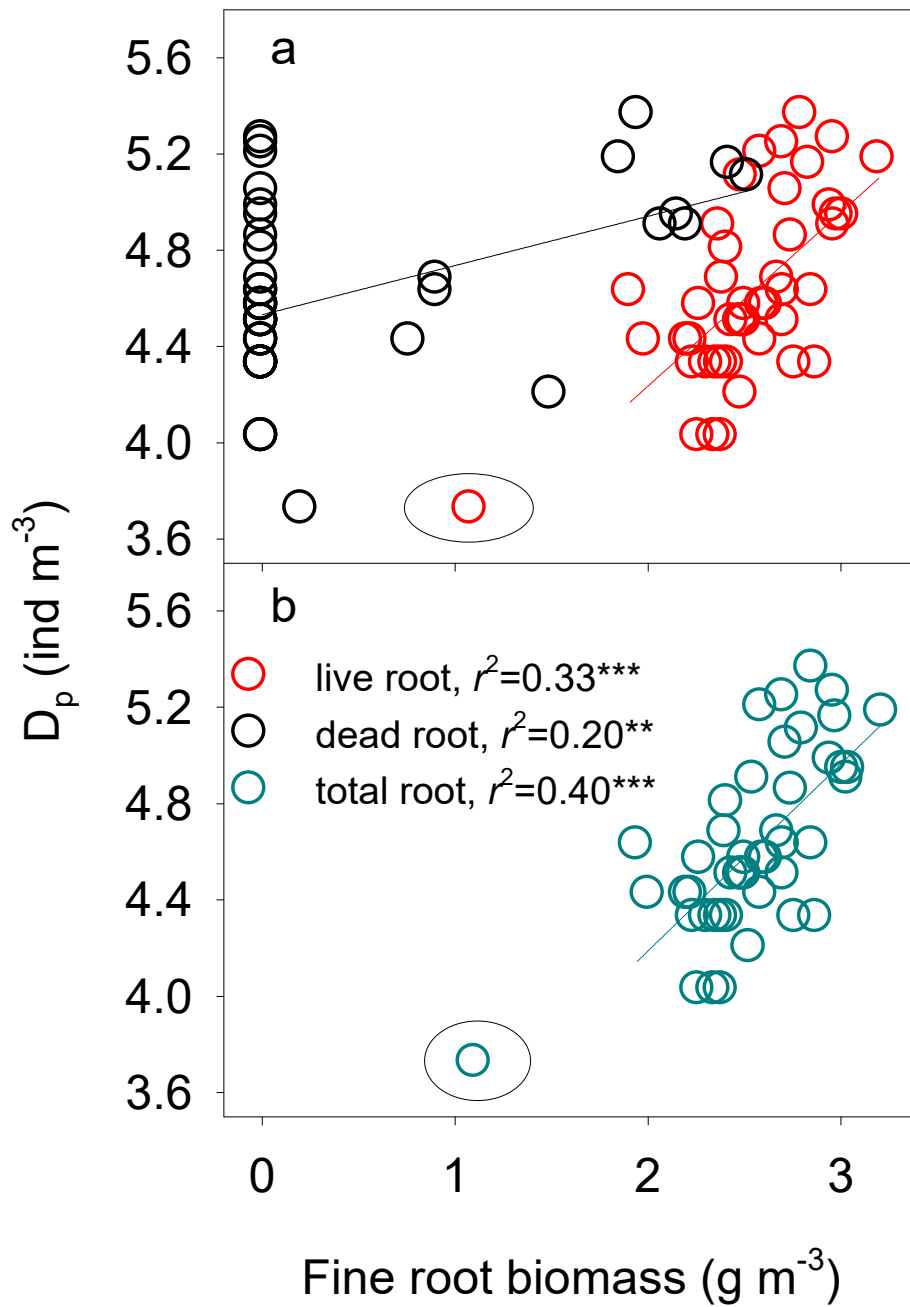 a
5.6
5.2
4.8
4.4
4.0
3.6
b
5.6
5.2
4.8
4.4
4.0
3.6
live root, r²=0.33***
dead root, r²=0.20**
total root, r²=0.40***
D_p (ind m⁻³)
0 1 2 3
Fine root biomass (g m⁻³)